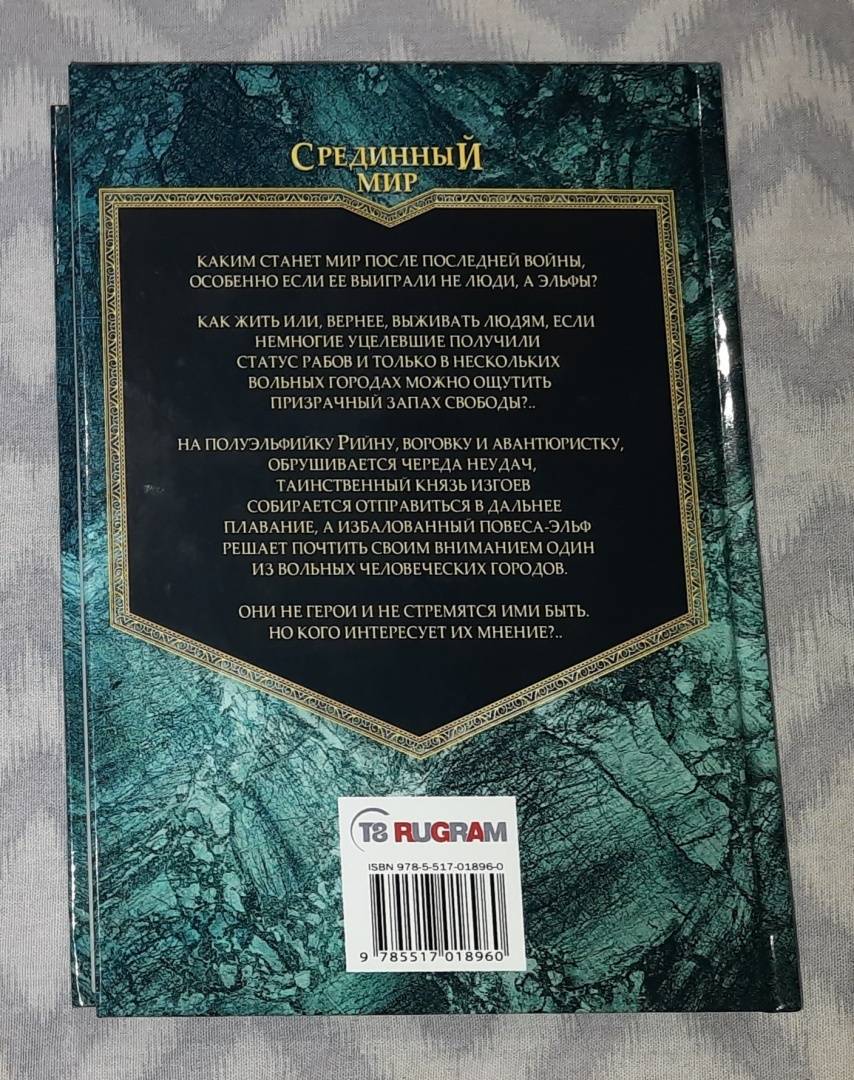 Срединный
мир
Каким станет мир после последней войны,
особенно если ее выиграли не люди, а эльфы?
Как жить или, вернее, выживать людям, если
немногие уцелевшие получили
статус рабов и только в нескольких
вольных городах можно ощутить
призрачный запах свободы?..
На полуэльфийку Рийну, воровку и авантюристку,
обрушивается череда неудач,
таинственный князь изгоев
собирается отправиться в дальнее
плавание, а избалованный повеса-эльф
решает почтить своим вниманием один
из вольных человеческих городов.
Они не герои и не стремятся ими быть.
Но кого интересует их мнение?..
T8 RUGRAM
ISBN 978-5-517-01896-0
9 785517 018960